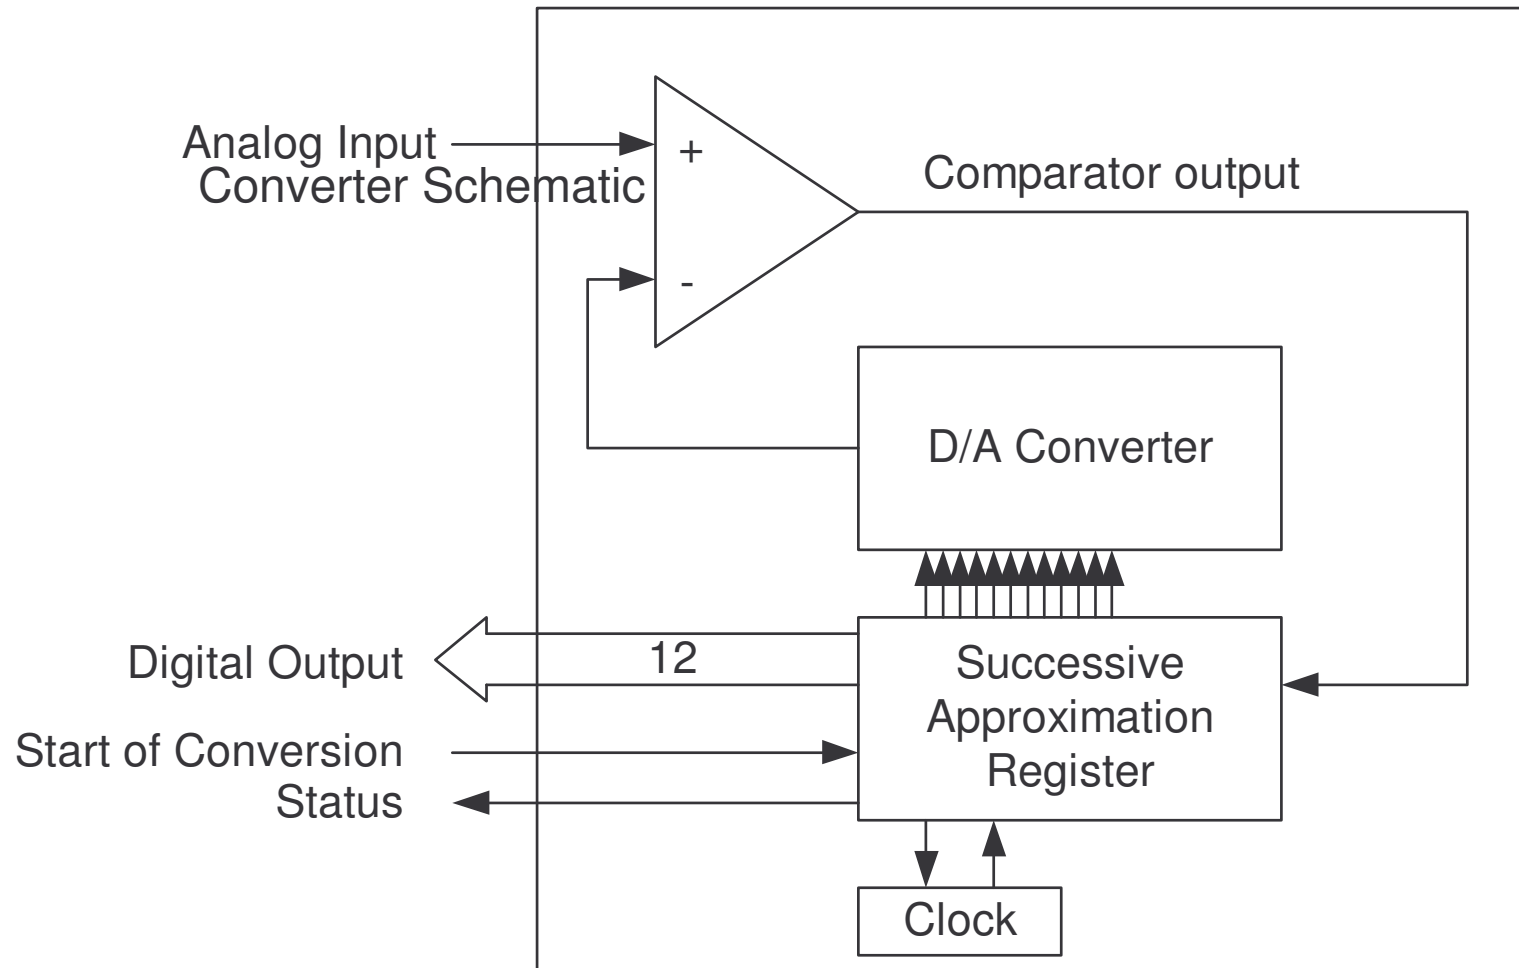 Analog Input
Converter Schematic
+
-
Comparator output
D/A Converter
Digital Output
12
Successive
Approximation
Register
Start of Conversion
Status
Clock